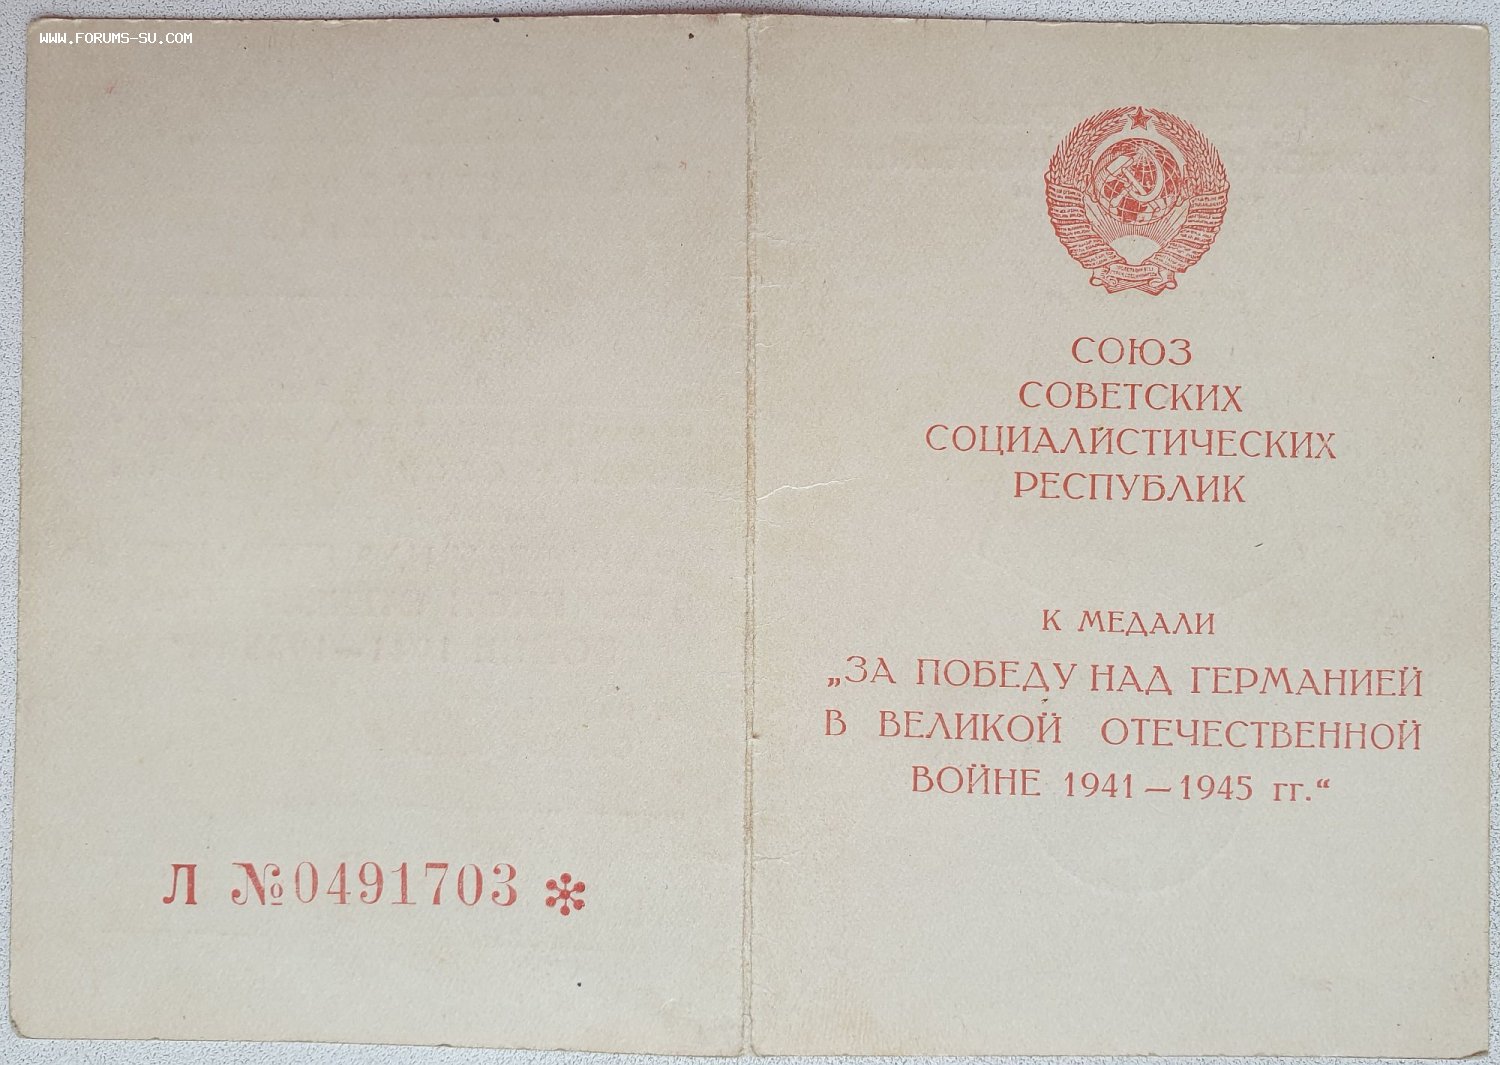 WWW.FORUMS-SU.COM
Л №0491703
СОЮЗ
СОВЕТСКИХ
СОЦИАЛИСТИЧЕСКИХ
РЕСПУБЛИК
К МЕДАЛИ
„ЗА ПОБЕДУ НАД ГЕРМАНИЕЙ
В ВЕЛИКОЙ ОТЕЧЕСТВЕННОЙ
ВОЙНЕ 1941—1945 гг.“